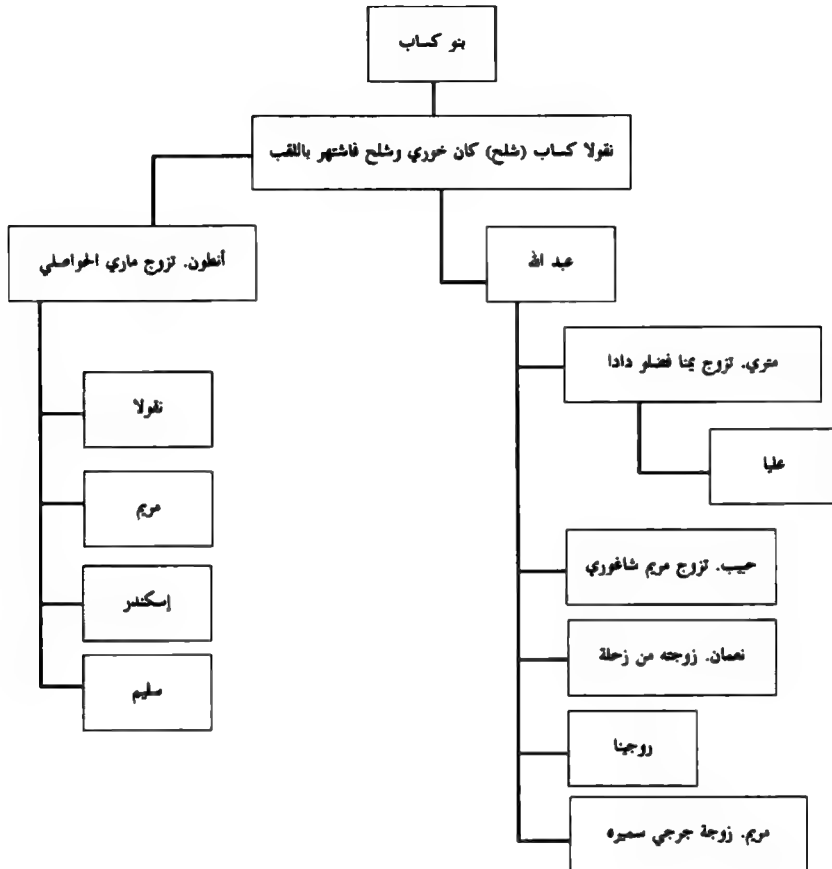 بنو كساب
نقولا كساب (شلح) كان خوري وشلح فاشتهر باللقب
أنطون. تزوج ماري الحواصلي
عبد الله
متري. تزوج يمنا فضلو دادا
عليا
نقولا
مريم
إسكندر
سليم
حبيب. تزوج مريم شاغوري
نعمان. زوجته من زحلة
روجينا
مريم. زوجة جرجي سميره